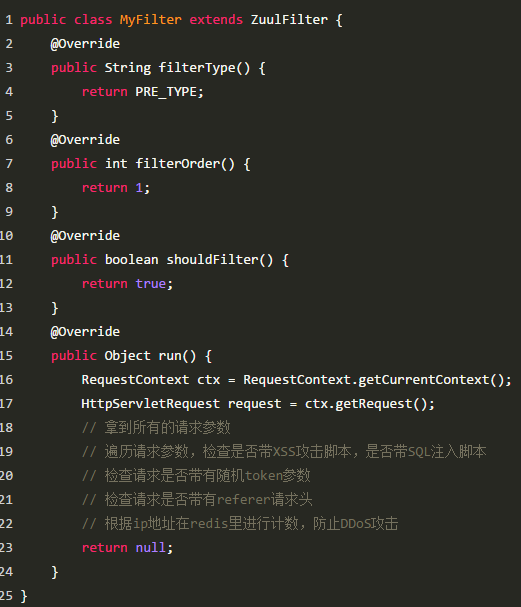 1 public class MyFilter extends ZuulFilter {
2     @Override
3     public String filterType() {
4         return PRE_TYPE;
5     }
6     @Override
7     public int filterOrder() {
8         return 1;
9     }
10     @Override
11     public boolean shouldFilter() {
12         return true;
13     }
14     @Override
15     public Object run() {
16         RequestContext ctx = RequestContext.getCurrentContext();
17         HttpServletRequest request = ctx.getRequest();
18         // 拿到所有的请求参数
19         // 遍历请求参数，检查是否带XSS攻击脚本，是否带SQL注入脚本
20         // 检查请求是否带有随机token参数
21         // 检查请求是否带有referer请求头
22         // 根据ip地址在redis里进行计数，防止DDoS攻击
23         return null;
24     }
25 }